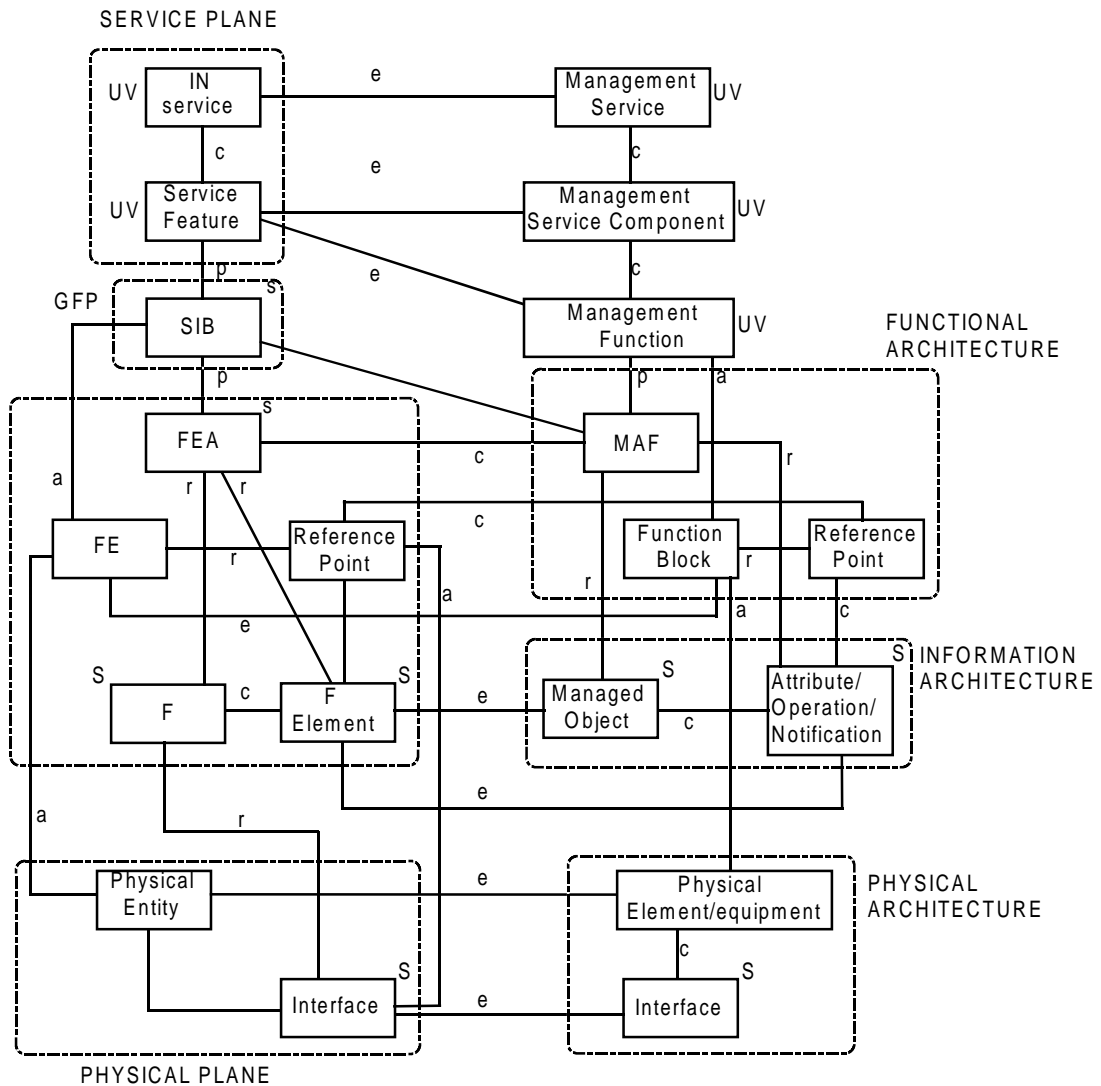 SERVICE PLANE
IN
service
UV
e
Management
Service
UV
c
c
e
Service
Feature
UV
Management
Service Component
UV
p
s
e
c
GFP
SIB
Management
Function
UV
FUNCTIONAL
ARCHITECTURE
p
s
p
a
FEA
MAF
c
r
a
r
r
c
FE
r
Reference
Point
Function
Block
r
Reference
Point
r
a
a
c
e
S
F
c
F
Element
S
e
Managed
Object
S
c
Attribute/
Operation/
Notification
S
INFORMATION
ARCHITECTURE
e
a
r
Physical
Entity
e
Physical
Element/equipment
PHYSICAL
ARCHITECTURE
c
S
S
Interface
e
Interface
PHYSICAL PLANE